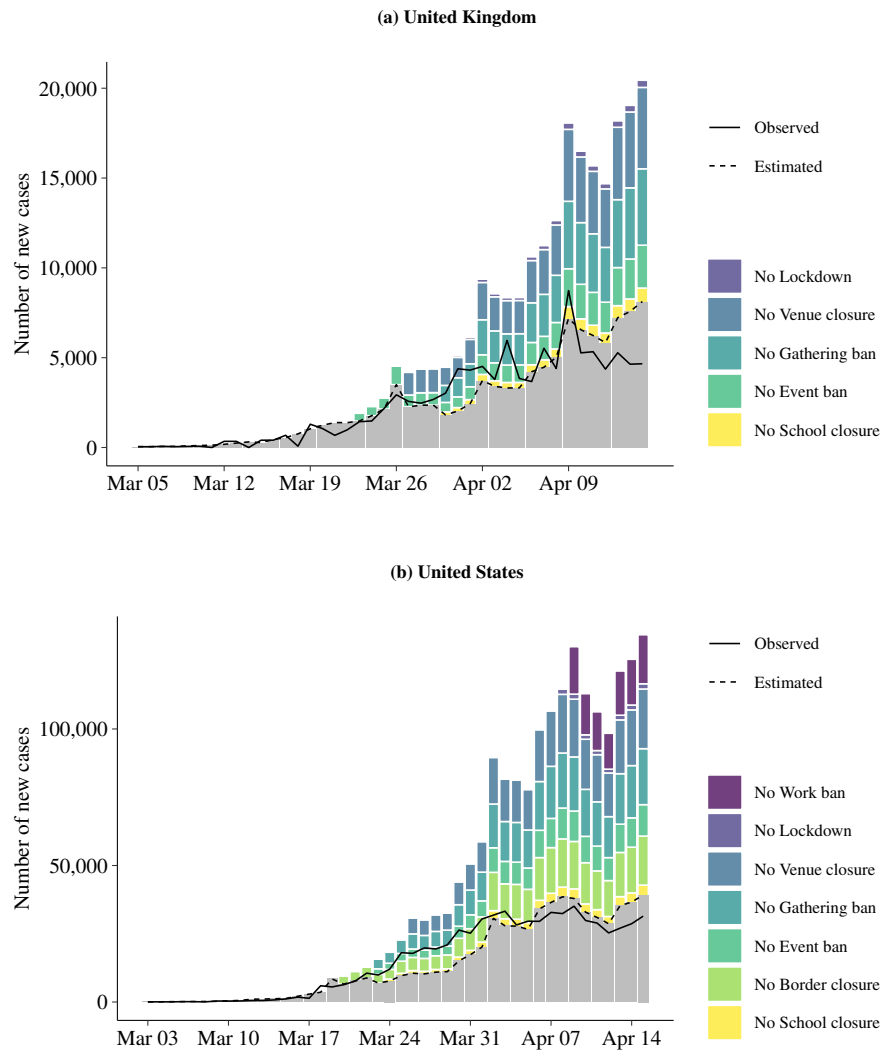 (a) United Kingdom
Number of new cases
20,000
15,000
10,000
5,000
0
Mar 05 Mar 12 Mar 19 Mar 26 Apr 02 Apr 09
Observed
Estimated
No Lockdown
No Venue closure
No Gathering ban
No Event ban
No School closure
(b) United States
Number of new cases
100,000
50,000
0
Mar 03 Mar 10 Mar 17 Mar 24 Mar 31 Apr 07 Apr 14
Observed
Estimated
No Work ban
No Lockdown
No Venue closure
No Gathering ban
No Event ban
No Border closure
No School closure